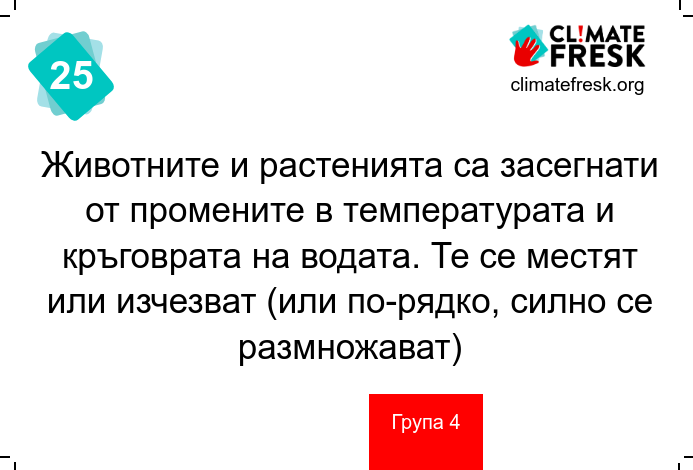 25
CL!MATE
FRESK
climatefresk.org
Животните и растенията са засегнати
от промените в температурата и
кръговрата на водата. Те се местят
или изчезват (или по-рядко, силно се
размножават)
Група 4